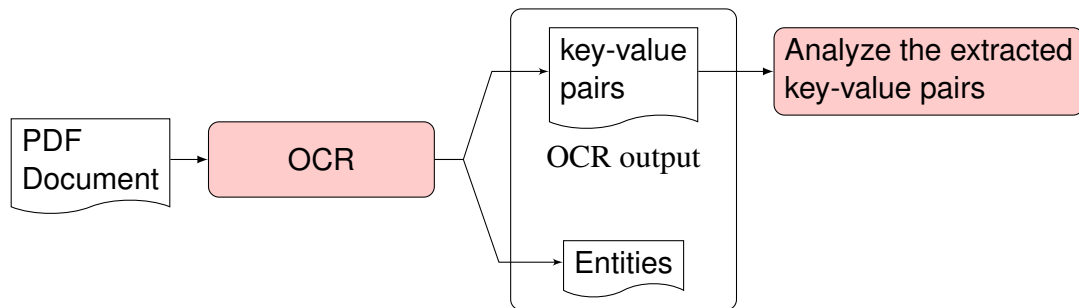 PDF
Document
OCR
key-value
pairs
OCR output
Entities
Analyze the extracted
key-value pairs